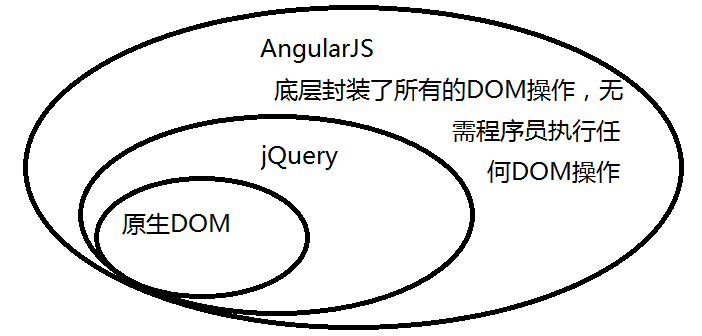 AngularJS
底层封装了所有的DOM操作，无
需程序员执行任
何DOM操作
jQuery
原生DOM